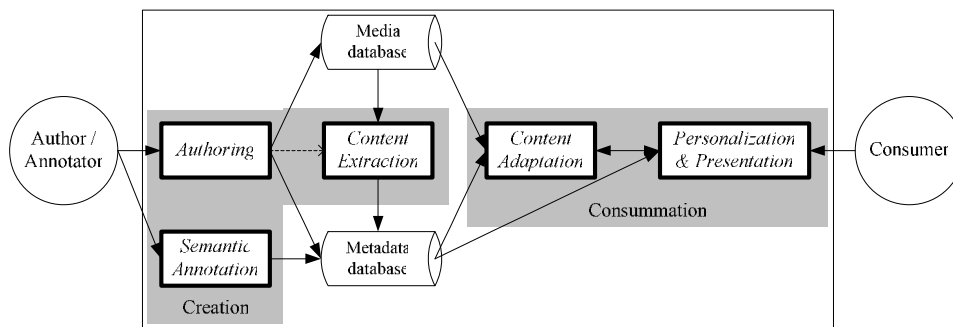 Media
database
Author /
Annotator
Authoring
Content
Extraction
Content
Adaptation
Personalization
& Presentation
Consumer
Consummation
Semantic
Annotation
Metadata
database
Creation